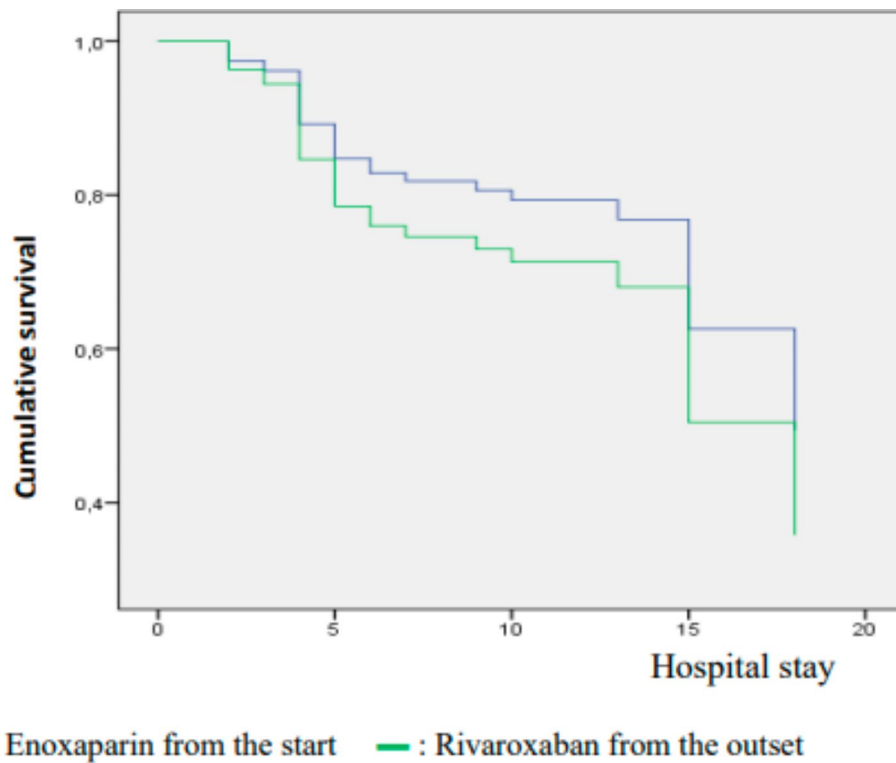 1,0
0,8
0,6
0,4
Cumulative survival
0 5 10 15 20
Hospital stay
Enoxaparin from the start — : Rivaroxaban from the outset